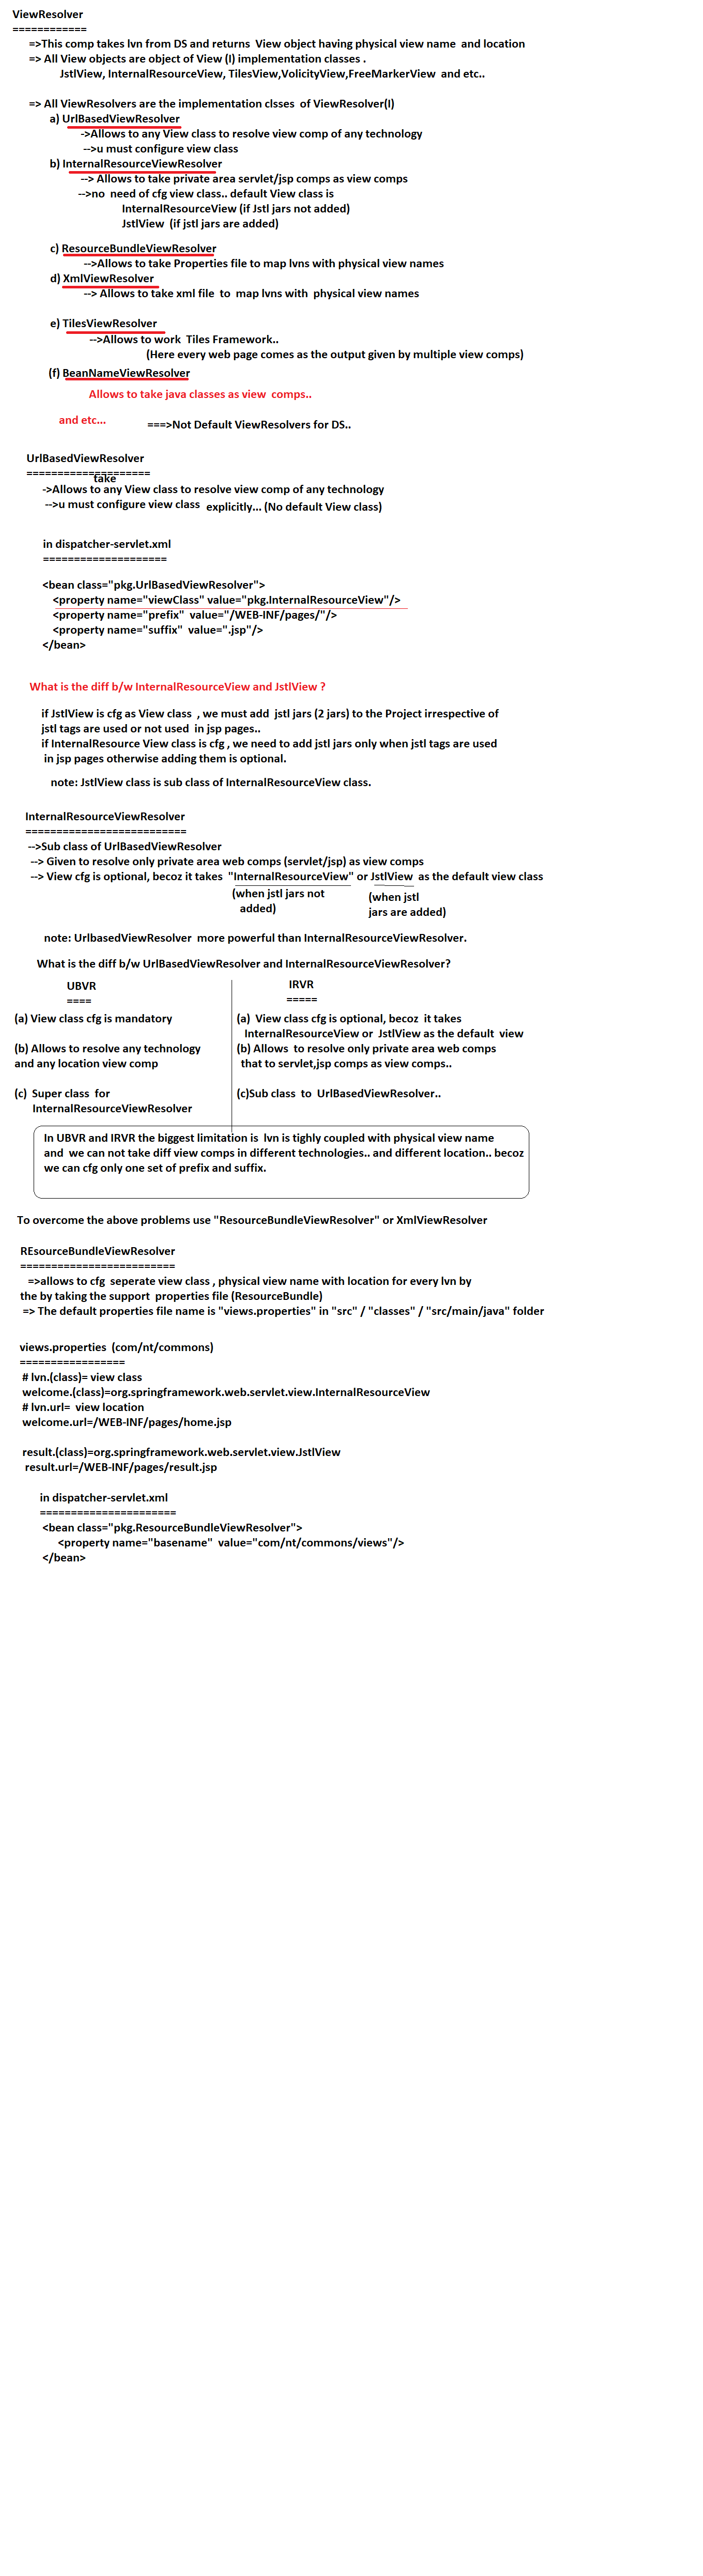 ViewResolver
============
=>This comp takes lvn from DS and returns View object having physical view name and location
=> All View objects are object of View (I) implementation classes .
JstlView, InternalResourceView, TilesView,VolicityView,FreeMarkerView and etc..
=> All ViewResolvers are the implementation clsses of ViewResolver(I)
a) UrlBasedViewResolver
->Allows to any View class to resolve view comp of any technology
-->u must configure view class
b) InternalResourceViewResolver
--> Allows to take private area servlet/jsp comps as view comps
-->no need of cfg view class.. default View class is
InternalResourceView (if Jstl jars not added)
JstlView (if jstl jars are added)
c) ResourceBundleViewResolver
-->Allows to take Properties file to map lvns with physical view names
d) XmlViewResolver
--> Allows to take xml file to map lvns with physical view names
e) TilesViewResolver
-->Allows to work Tiles Framework..
(Here every web page comes as the output given by multiple view comps)
(f) BeanNameViewResolver
Allows to take java classes as view comps..
and etc... ===>Not Default ViewResolvers for DS..
UrlBasedViewResolver
====================
take
->Allows to any View class to resolve view comp of any technology
-->u must configure view class explicitly... (No default View class)
in dispatcher-servlet.xml
====================
<bean class="pkg.UrlBasedViewResolver">
<property name="viewClass" value="pkg.InternalResourceView"/>
<property name="prefix" value="/WEB-INF/pages/"/>
<property name="suffix" value=".jsp"/>
</bean>
What is the diff b/w InternalResourceView and JstlView ?
if JstlView is cfg as View class , we must add jstl jars (2 jars) to the Project irrespective of
jstl tags are used or not used in jsp pages..
if InternalResource View class is cfg , we need to add jstl jars only when jstl tags are used
in jsp pages otherwise adding them is optional.
note: JstlView class is sub class of InternalResourceView class.
InternalResourceViewResolver
==========================
-->Sub class of UrlBasedViewResolver
--> Given to resolve only private area web comps (servlet/jsp) as view comps
--> View cfg is optional, becoz it takes "InternalResourceView" or JstlView as the default view class
(when jstl jars not
added)
(when jstl
jars are added)
note: UrlbasedViewResolver more powerful than InternalResourceViewResolver.
What is the diff b/w UrlBasedViewResolver and InternalResourceViewResolver?
UBVR
====
(a) View class cfg is mandatory
(b) Allows to resolve any technology
and any location view comp
(c) Super class for
InternalResourceViewResolver
IRVR
=====
(a) View class cfg is optional, becoz it takes
InternalResourceView or JstlView as the default view
(b) Allows to resolve only private area web comps
that to servlet,jsp comps as view comps..
(c)Sub class to UrlBasedViewResolver..
In UBVR and IRVR the biggest limitation is lvn is tighly coupled with physical view name
and we can not take diff view comps in different technologies.. and different location.. becoz
we can cfg only one set of prefix and suffix.
To overcome the above problems use "ResourceBundleViewResolver" or XmlViewResolver
REsourceBundleViewResolver
=========================
=>allows to cfg seperate view class , physical view name with location for every lvn by
the by taking the support properties file (ResourceBundle)
=> The default properties file name is "views.properties" in "src" / "classes" / "src/main/java" folder
views.properties (com/nt/commons)
=================
# lvn.(class)= view class
welcome.(class)=org.springframework.web.servlet.view.InternalResourceView
# lvn.url= view location
welcome.url=/WEB-INF/pages/home.jsp
result.(class)=org.springframework.web.servlet.view.JstlView
result.url=/WEB-INF/pages/result.jsp
in dispatcher-servlet.xml
======================
<bean class="pkg.ResourceBundleViewResolver">
<property name="basename" value="com/nt/commons/views"/>
</bean>